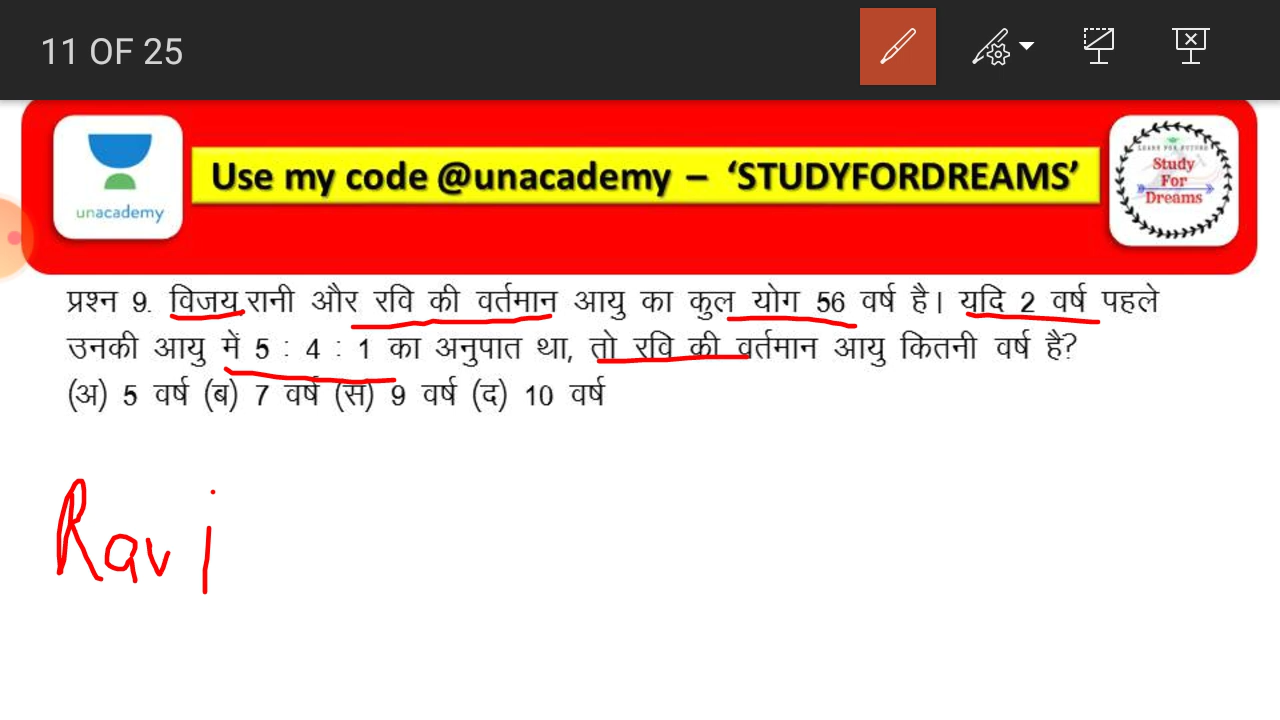 11 OF 25
unacademy
Use my code @unacademy – ‘STUDYFORDREAMS’
Study
For
Dreams
प्रश्न 9. विजय रानी और रवि की वर्तमान आयु का कुल योग 56 वर्ष है। यदि 2 वर्ष पहले
उनकी आयु में 5 : 4 : 1 का अनुपात था, तो रवि की वर्तमान आयु कितनी वर्ष है?
(अ) 5 वर्ष (ब) 7 वर्ष (स) 9 वर्ष (द) 10 वर्ष
Ravi